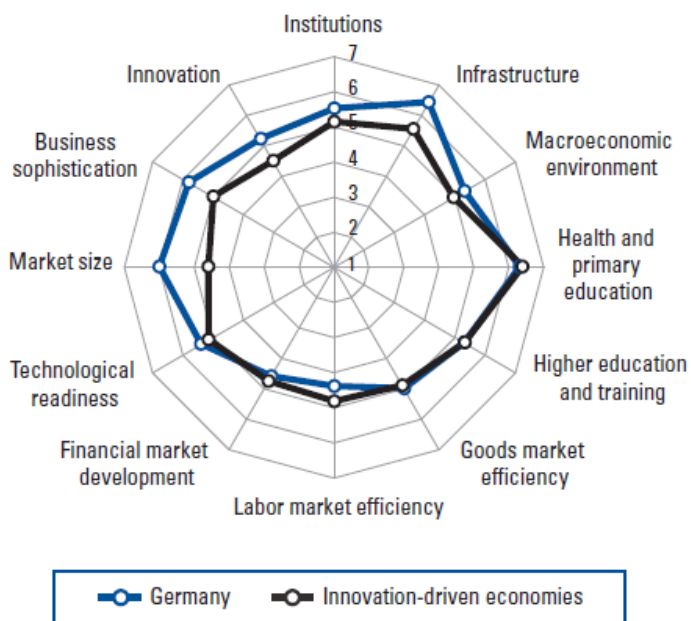 Institutions
7
6
5
4
3
2
1
Infrastructure
Macroeconomic
environment
Health and
primary
education
Higher education
and training
Goods market
efficiency
Labor market efficiency
Financial market
development
Technological
readiness
Market size
Business
sophistication
Innovation
Germany
Innovation-driven economies